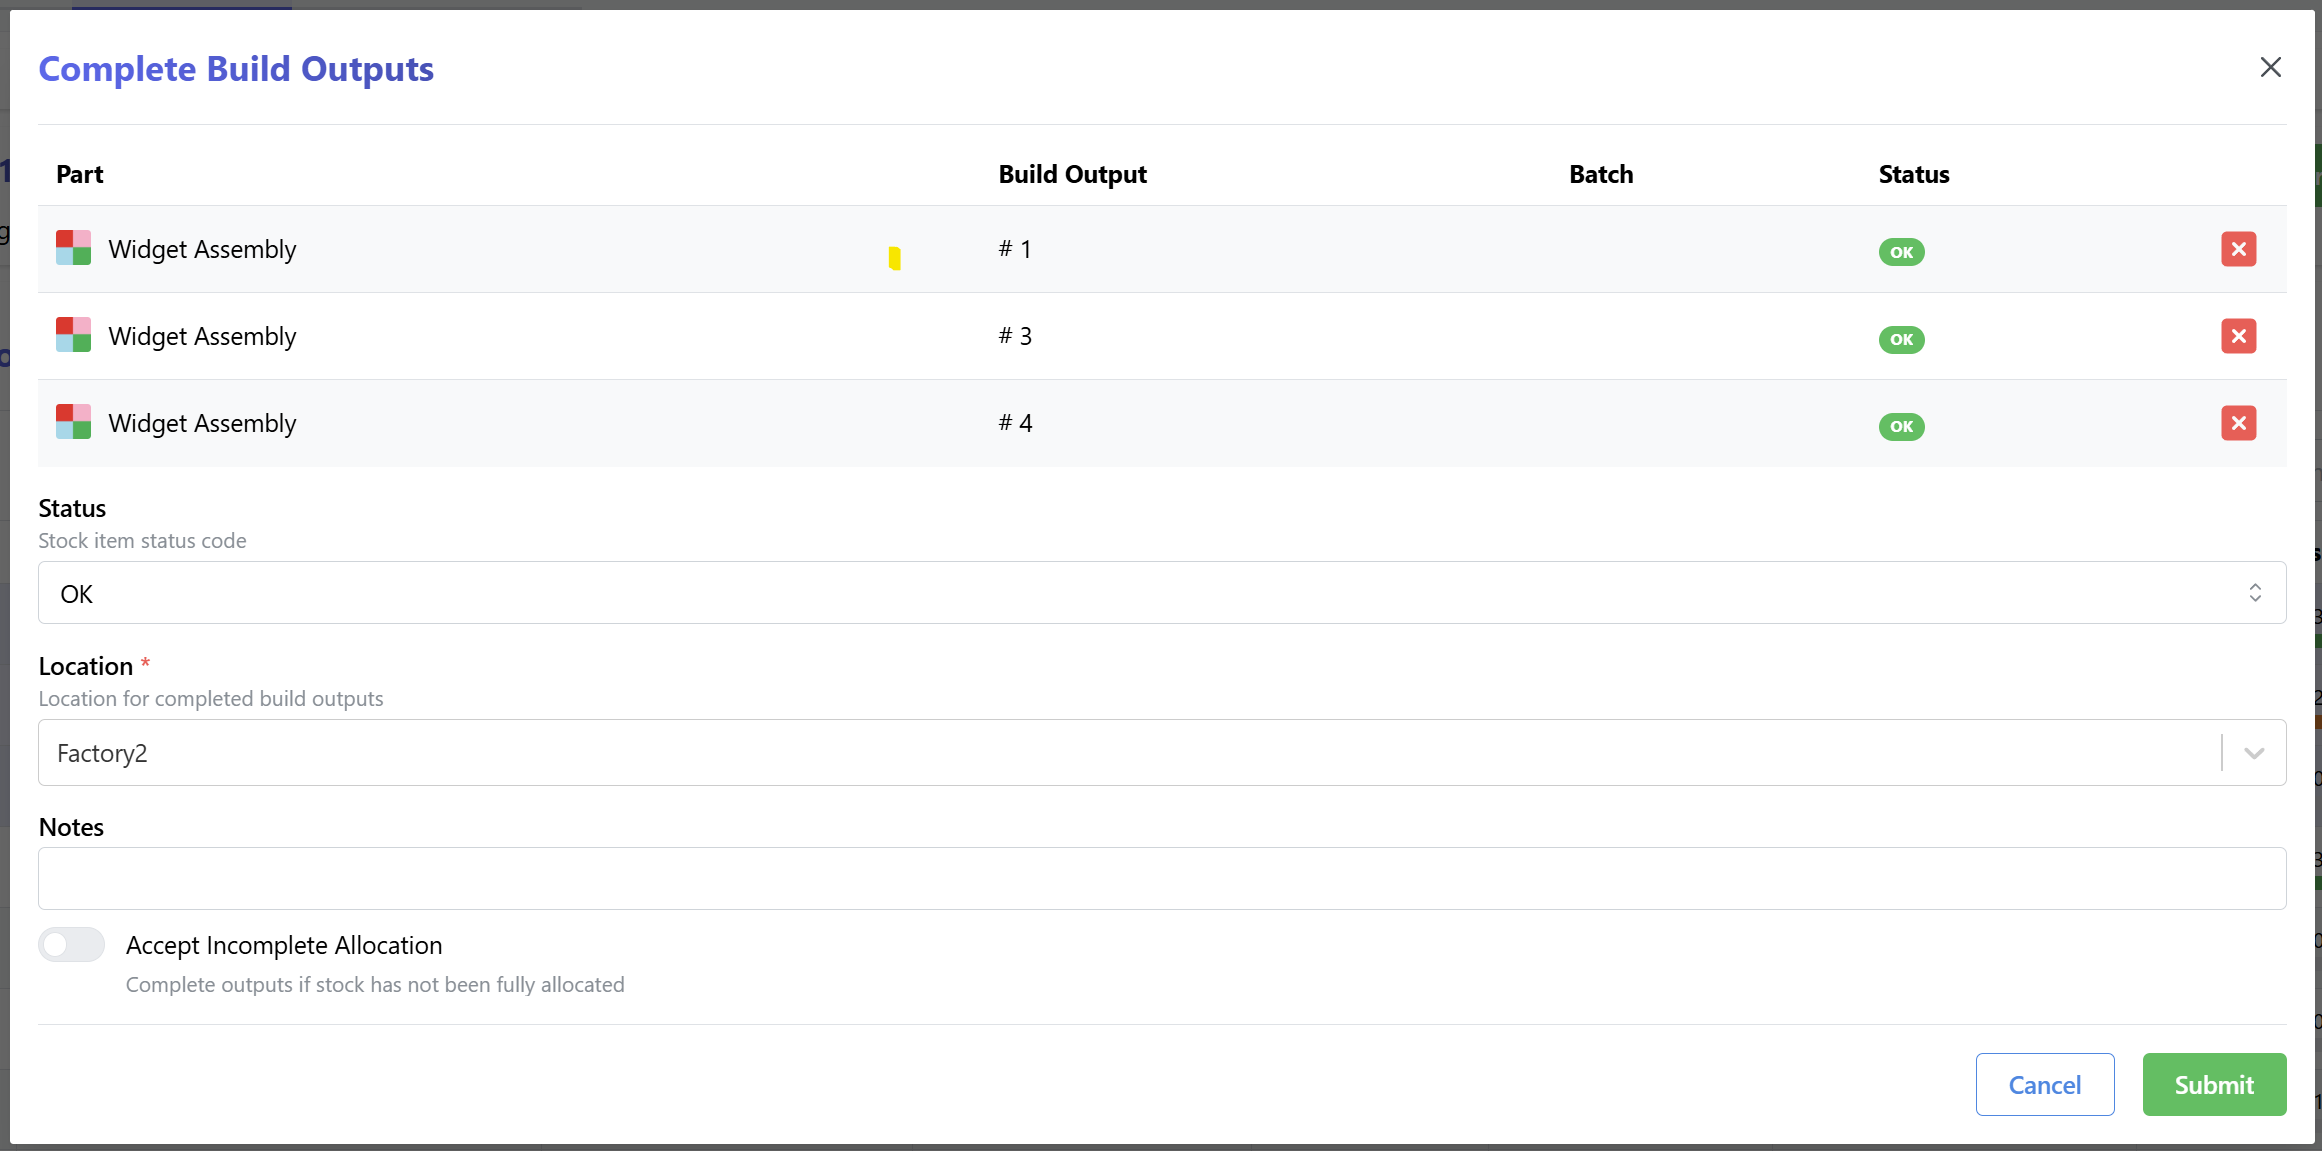 Complete Build Outputs
Part Build Output Batch Status
Widget Assembly # 1 OK
Widget Assembly # 3 OK
Widget Assembly # 4 OK
Status
Stock item status code
OK
Location *
Location for completed build outputs
Factory2
Notes
Accept Incomplete Allocation
Complete outputs if stock has not been fully allocated
Cancel Submit